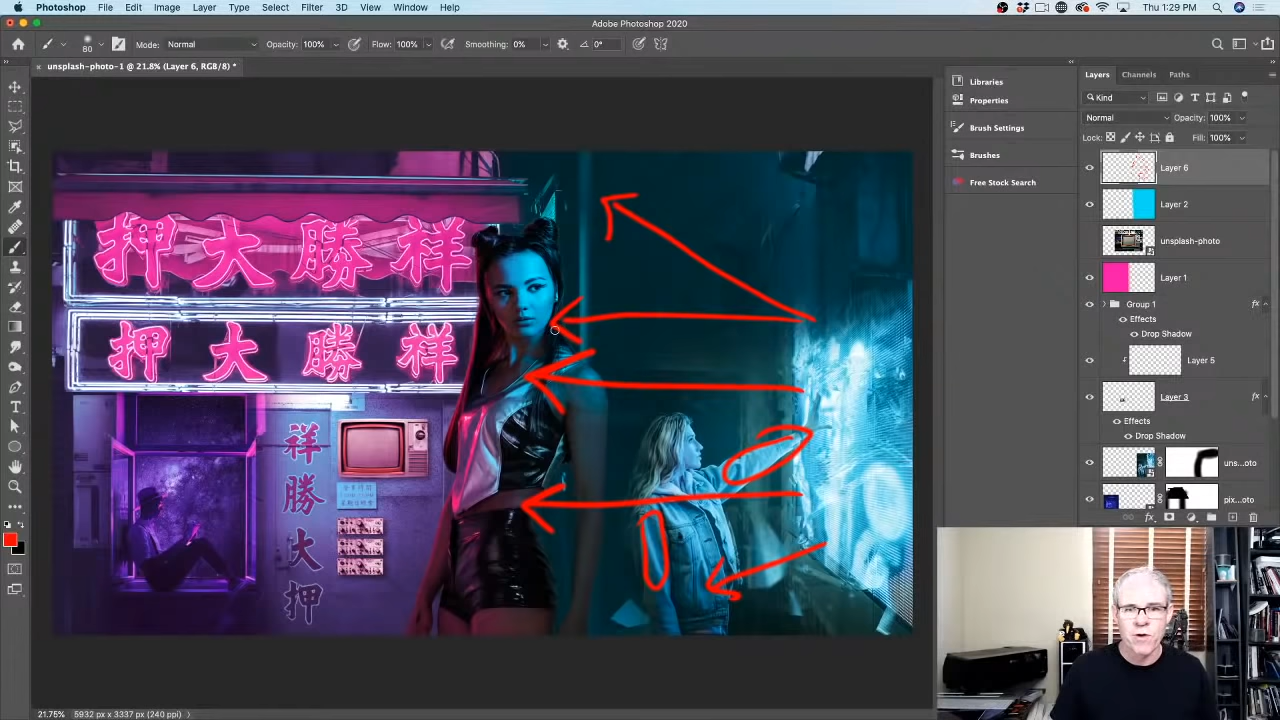 Photoshop File Edit Image Layer Type Select Filter 3D View Window Help Thu 1:29 PM
Adobe Photoshop 2020
80 Mode: Normal Opacity: 100% Flow: 100% Smoothing: 0% 0°
× unsplash-photo-1 @ 21.8% (Layer 6, RGB/8) *
Libraries
Properties
Brush Settings
Brushes
Free Stock Search
Layers Channels Paths
Kind
Normal Opacity: 100%
Lock: Fill: 100%
Layer 6
Layer 2
unsplash-photo
Layer 1
Group 1 fx
Effects
Drop Shadow
Layer 5
Layer 3 fx
Effects
Drop Shadow
uns...oto
pix...oto
fx
押大勝祥
押大勝祥
祥
勝
大
押
21.75% 5932 px x 3337 px (240 ppi)